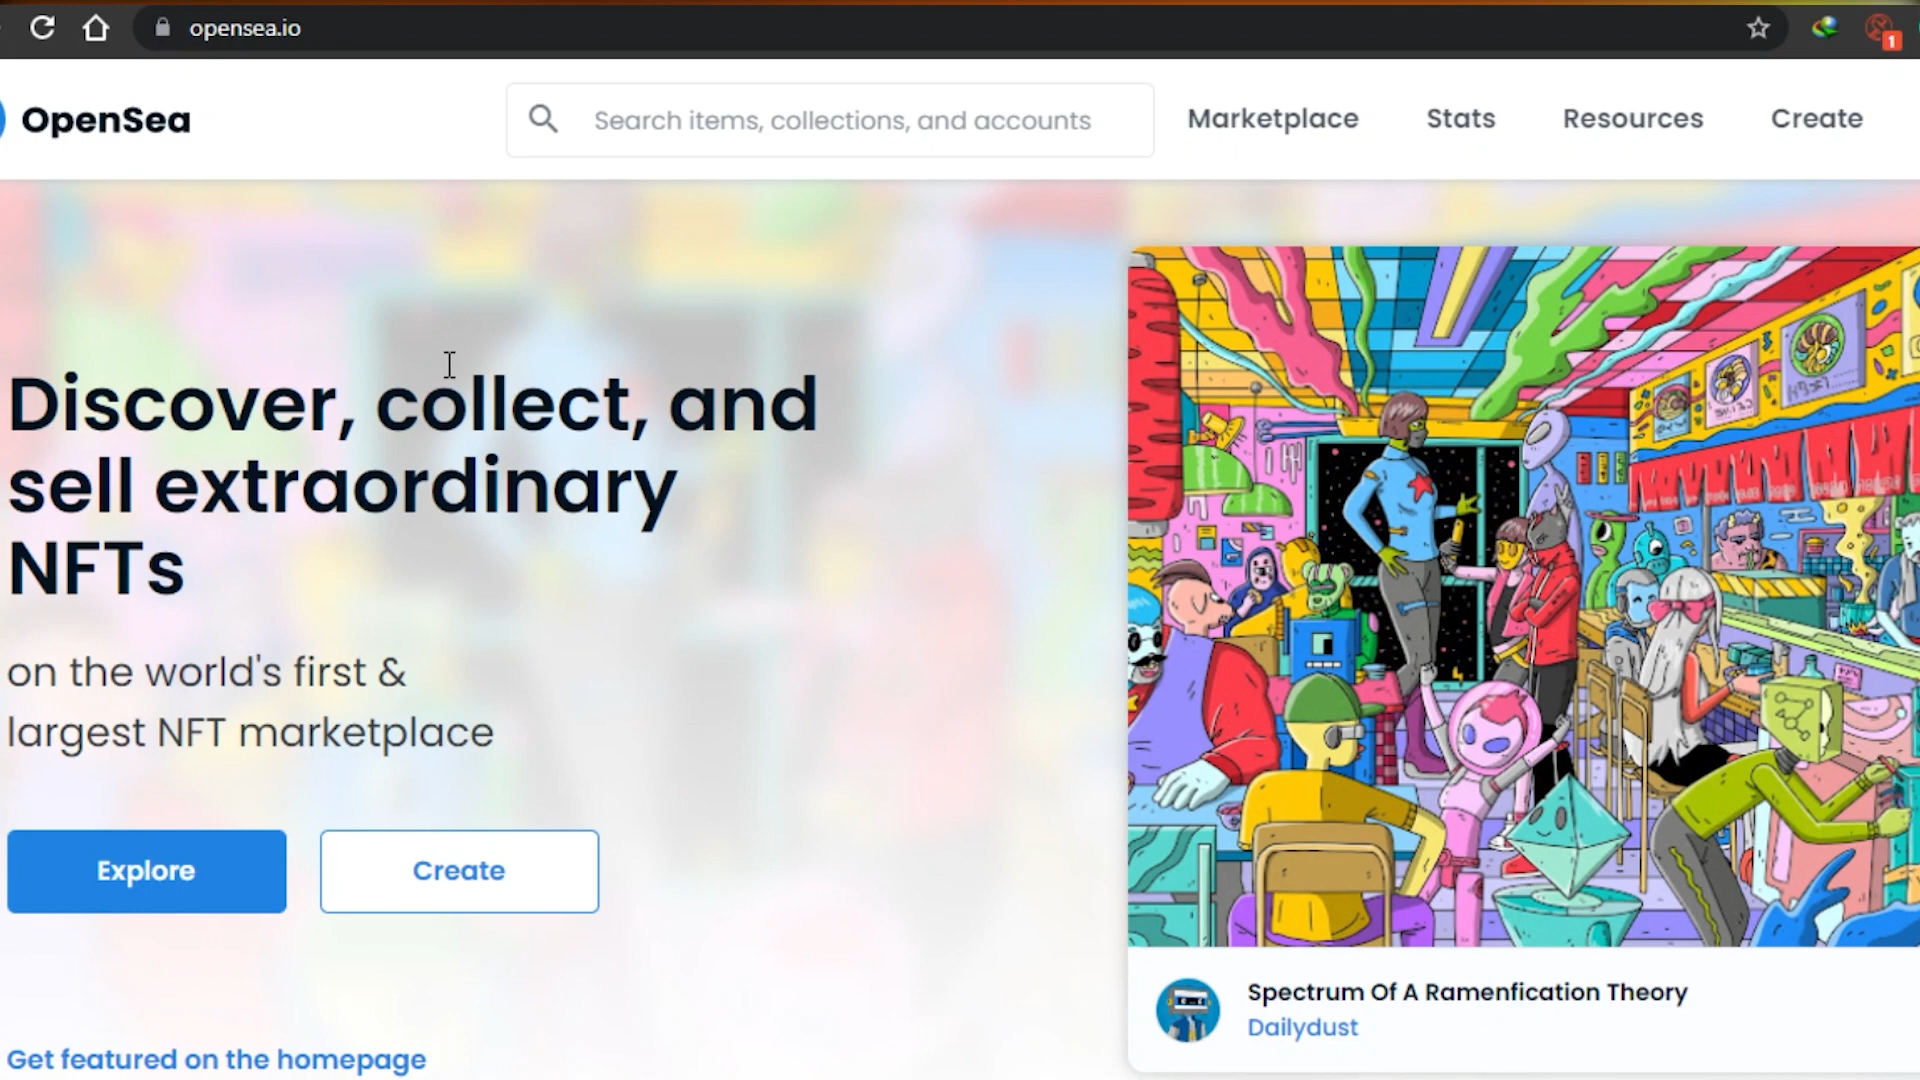 opensea.io
1
OpenSea
Search items, collections, and accounts
Marketplace
Stats
Resources
Create
Discover, collect, and
sell extraordinary
NFTs
on the world's first &
largest NFT marketplace
Explore
Create
Get featured on the homepage
Spectrum Of A Ramenfication Theory
Dailydust